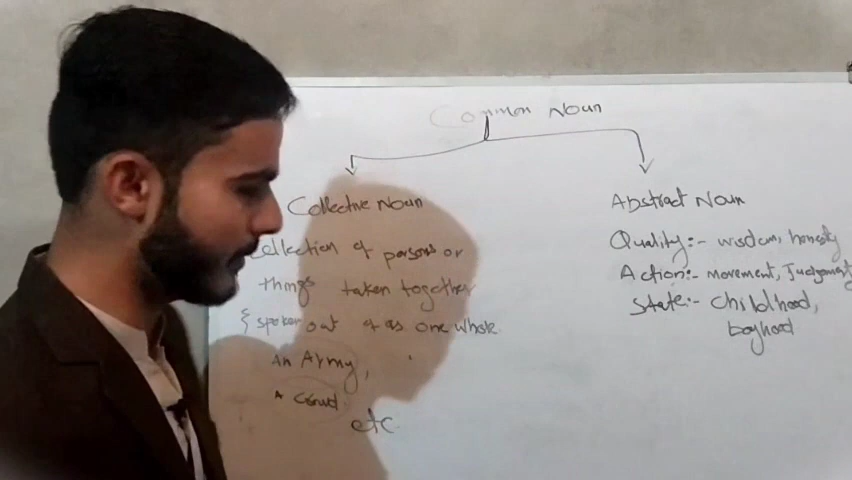 Common Noun
Collective Noun
Collection of persons or
things taken together
& spoken out of as one whole
An Army,
A Crowd
etc
Abstract Noun
Quality:- wisdom, honesty
Action:- movement, Judgement
State:- Childhood,
boyhood